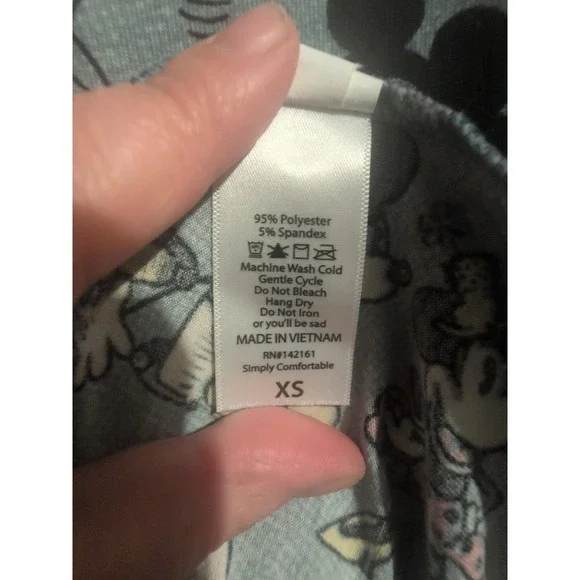 95% Polyester
5% Spandex
Machine Wash Cold
Gentle Cycle
Do Not Bleach
Hang Dry
Do Not Iron
or you'll be sad
MADE IN VIETNAM
RN#142161
Simply Comfortable
XS